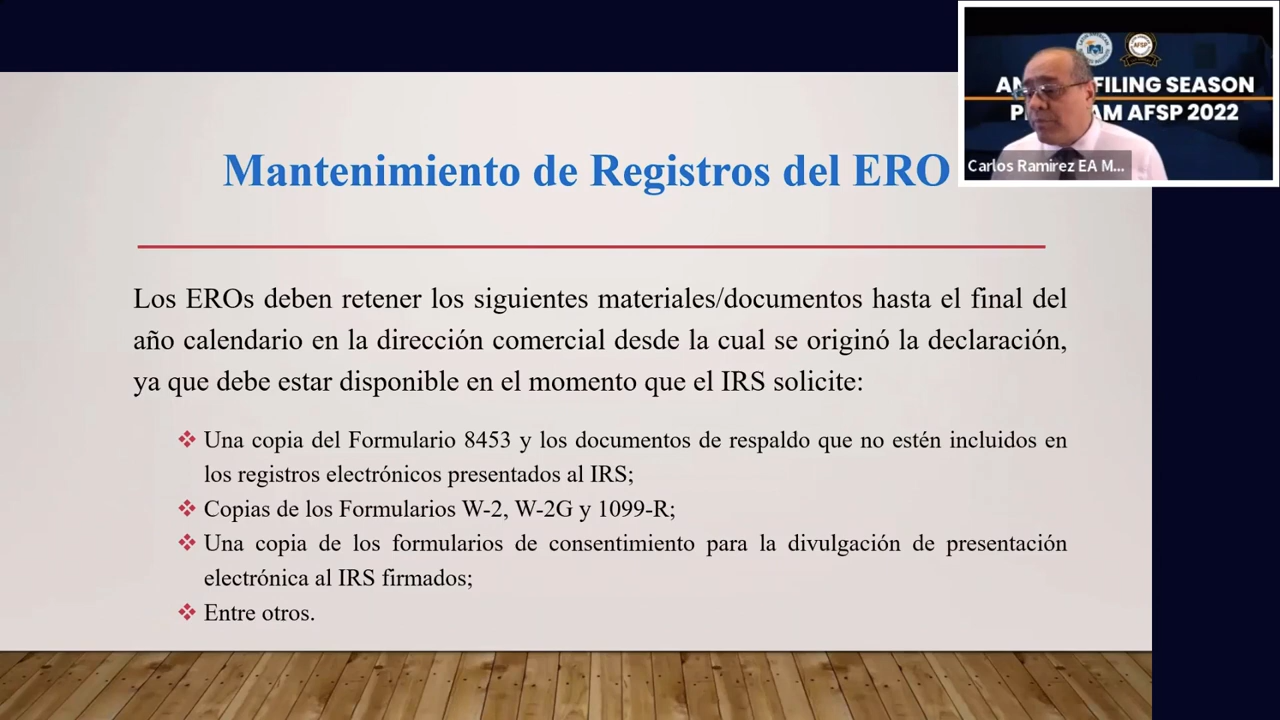 Mantenimiento de Registros del ERO
Los EROs deben retener los siguientes materiales/documentos hasta el final del
año calendario en la dirección comercial desde la cual se originó la declaración,
ya que debe estar disponible en el momento que el IRS solicite:
❖ Una copia del Formulario 8453 y los documentos de respaldo que no estén incluidos en
los registros electrónicos presentados al IRS;
❖ Copias de los Formularios W-2, W-2G y 1099-R;
❖ Una copia de los formularios de consentimiento para la divulgación de presentación
electrónica al IRS firmados;
❖ Entre otros.
AFSP
FILING SEASON
AM AFSP 2022
Carlos Ramirez EA M...